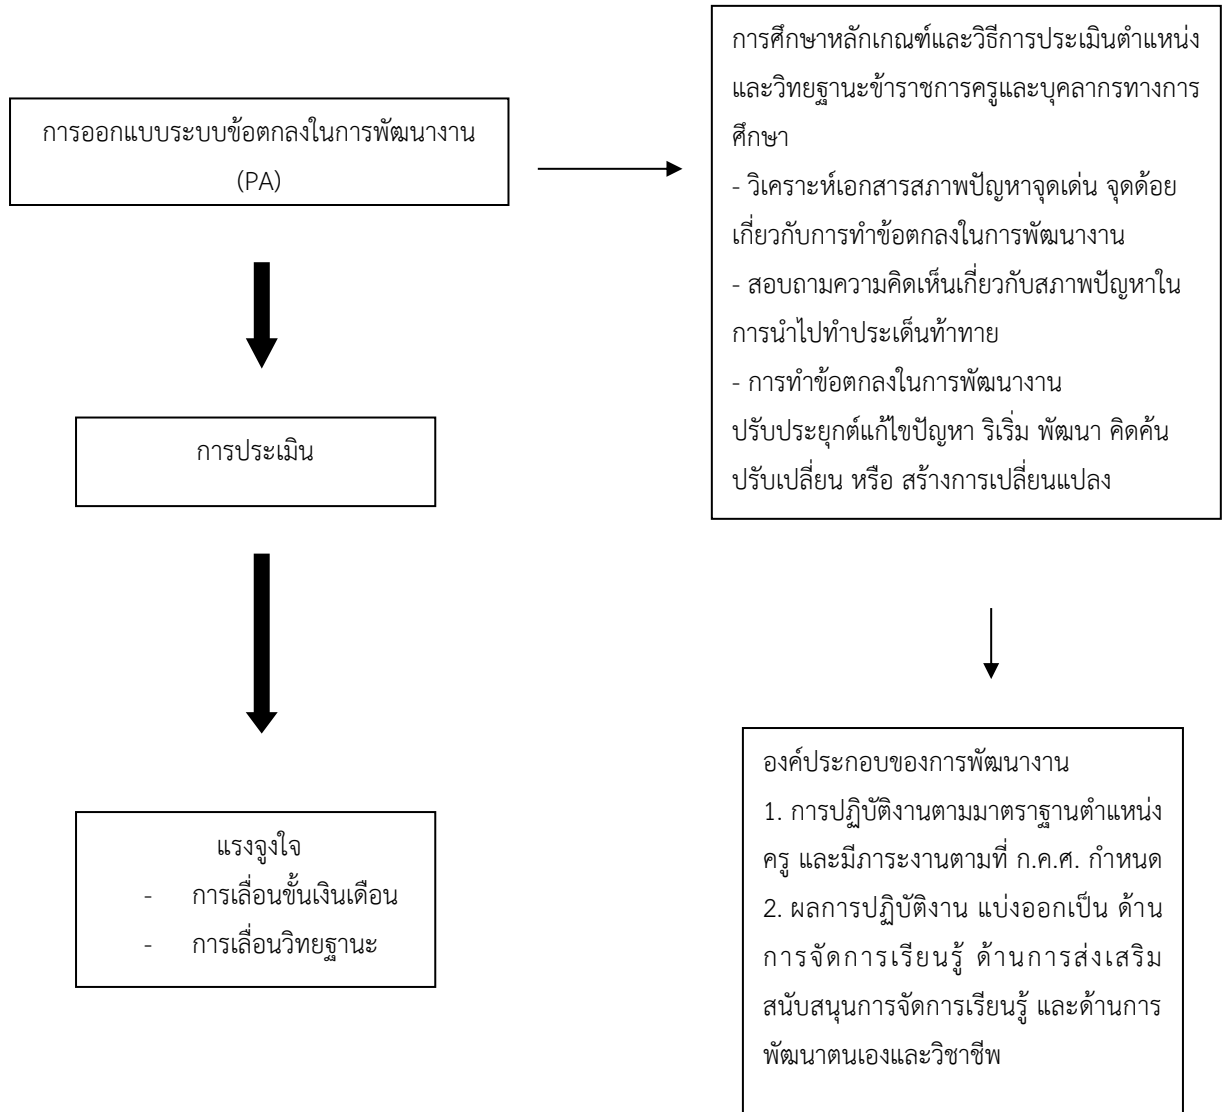 การออกแบบระบบข้อตกลงในการพัฒนางาน
(PA)
การประเมิน
แรงจูงใจ
- การเลื่อนขั้นเงินเดือน
- การเลื่อนวิทยฐานะ
การศึกษาหลักเกณฑ์และวิธีการประเมินตำแหน่ง
และวิทยฐานะข้าราชการครูและบุคลากรทางการ
ศึกษา
- วิเคราะห์เอกสารสภาพปัญหาจุดเด่น จุดด้อย
เกี่ยวกับการทำข้อตกลงในการพัฒนางาน
- สอบถามความคิดเห็นเกี่ยวกับสภาพปัญหาใน
การนำไปทำประเด็นท้าทาย
- การทำข้อตกลงในการพัฒนางาน
ปรับประยุกต์แก้ไขปัญหา ริเริ่ม พัฒนา คิดค้น
ปรับเปลี่ยน หรือ สร้างการเปลี่ยนแปลง
องค์ประกอบของการพัฒนางาน
1. การปฏิบัติงานตามมาตราฐานตำแหน่ง
ครู และมีภาระงานตามที่ ก.ค.ศ. กำหนด
2. ผลการปฏิบัติงาน แบ่งออกเป็น ด้าน
การจัดการเรียนรู้ ด้านการส่งเสริม
สนับสนุนการจัดการเรียนรู้ และด้านการ
พัฒนาตนเองและวิชาชีพ